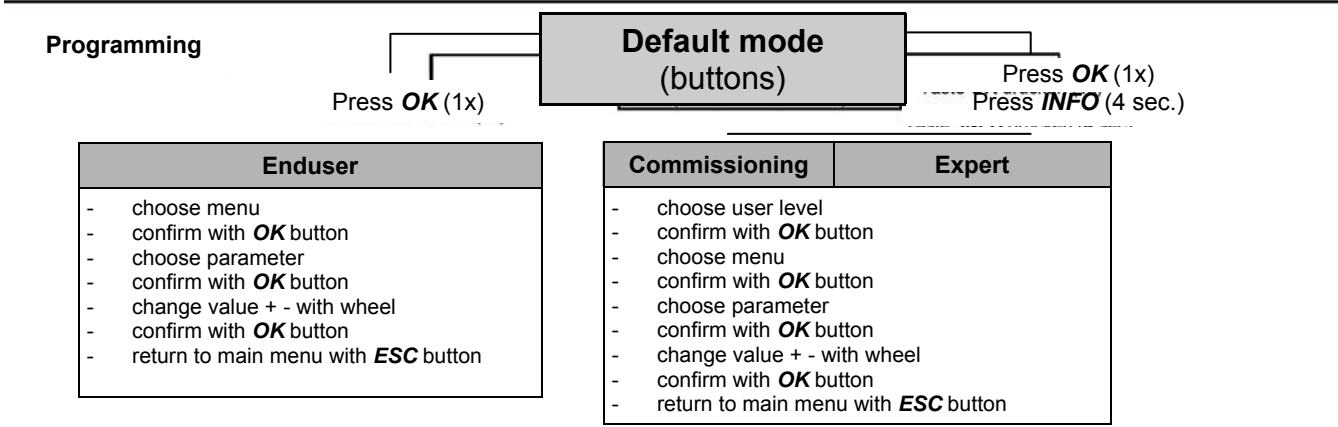 Programming
Default mode
(buttons)
Press OK (1x)
Press OK (1x)
Press INFO (4 sec.)
Enduser
- choose menu
- confirm with OK button
- choose parameter
- confirm with OK button
- change value + - with wheel
- confirm with OK button
- return to main menu with ESC button
Commissioning Expert
- choose user level
- confirm with OK button
- choose menu
- confirm with OK button
- choose parameter
- confirm with OK button
- change value + - with wheel
- confirm with OK button
- return to main menu with ESC button